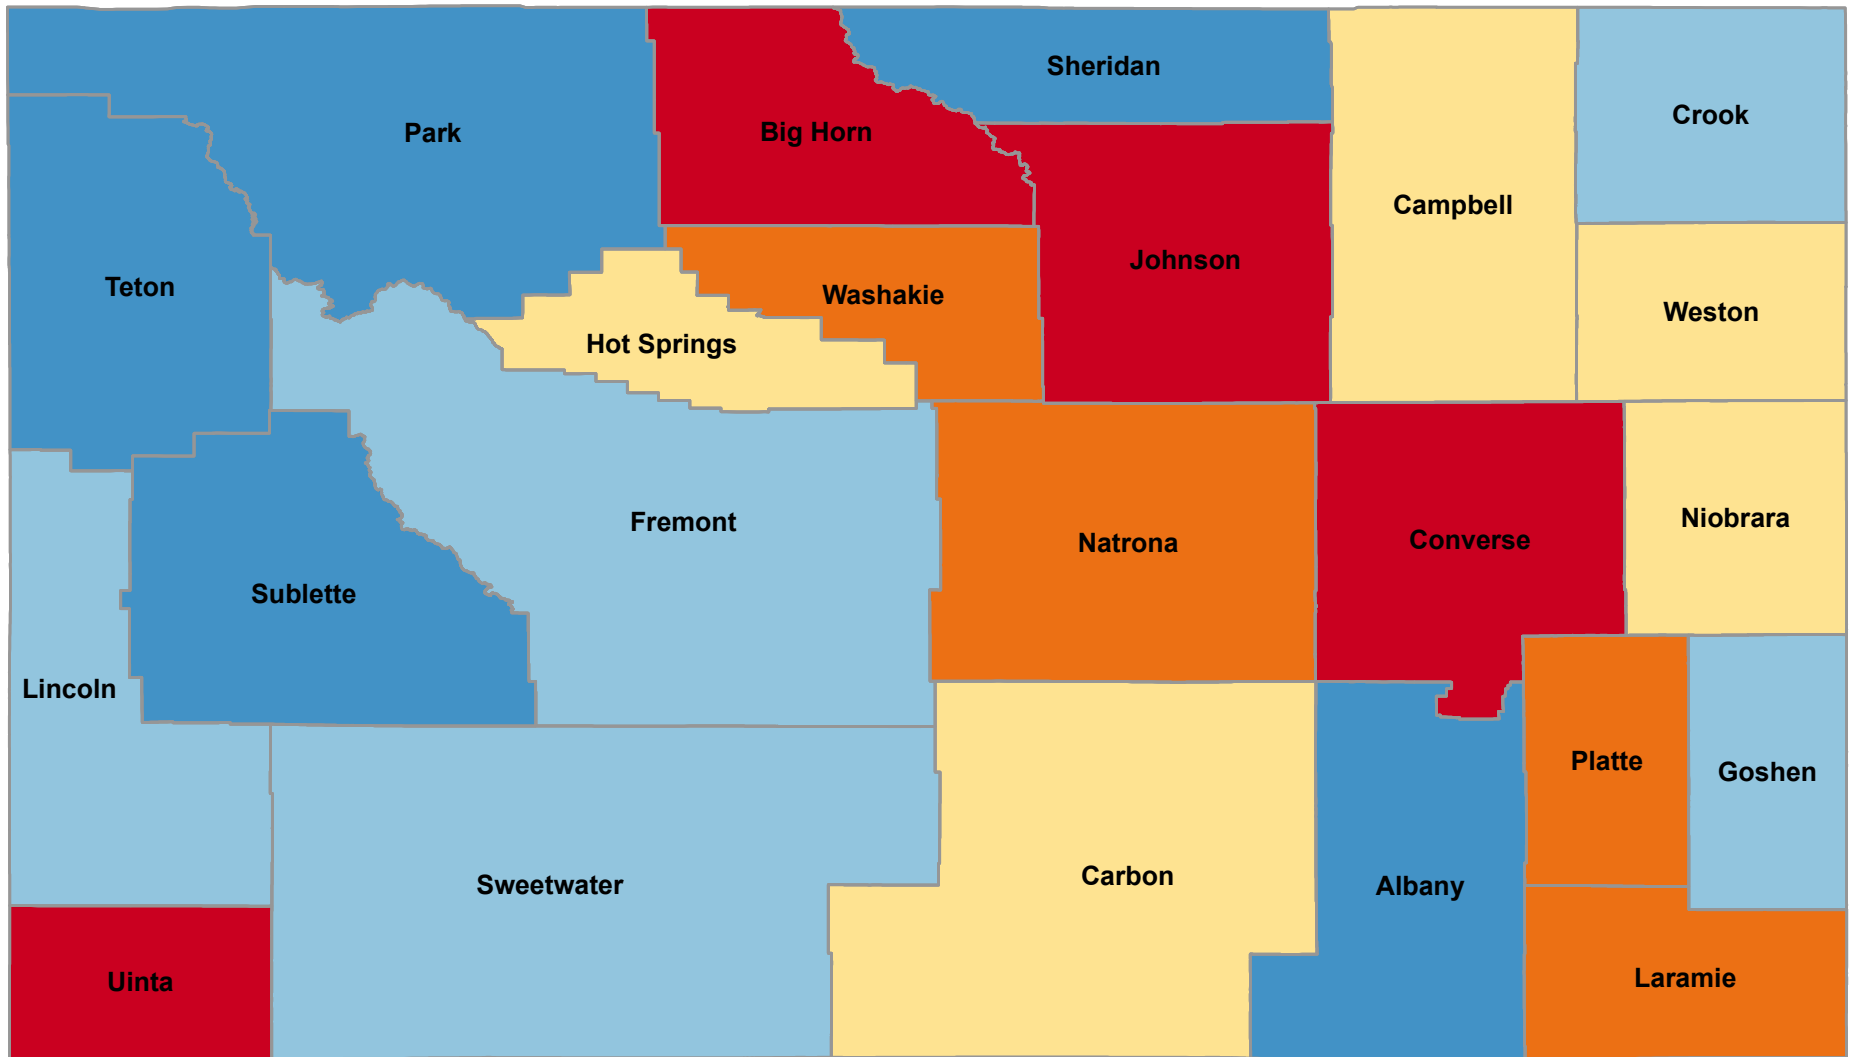 Sheridan
Crook
Park
Big Horn
Campbell
Johnson
Teton
Washakie
Weston
Hot Springs
Fremont
Natrona
Converse
Niobrara
Sublette
Lincoln
Platte
Goshen
Sweetwater
Carbon
Albany
Uinta
Laramie